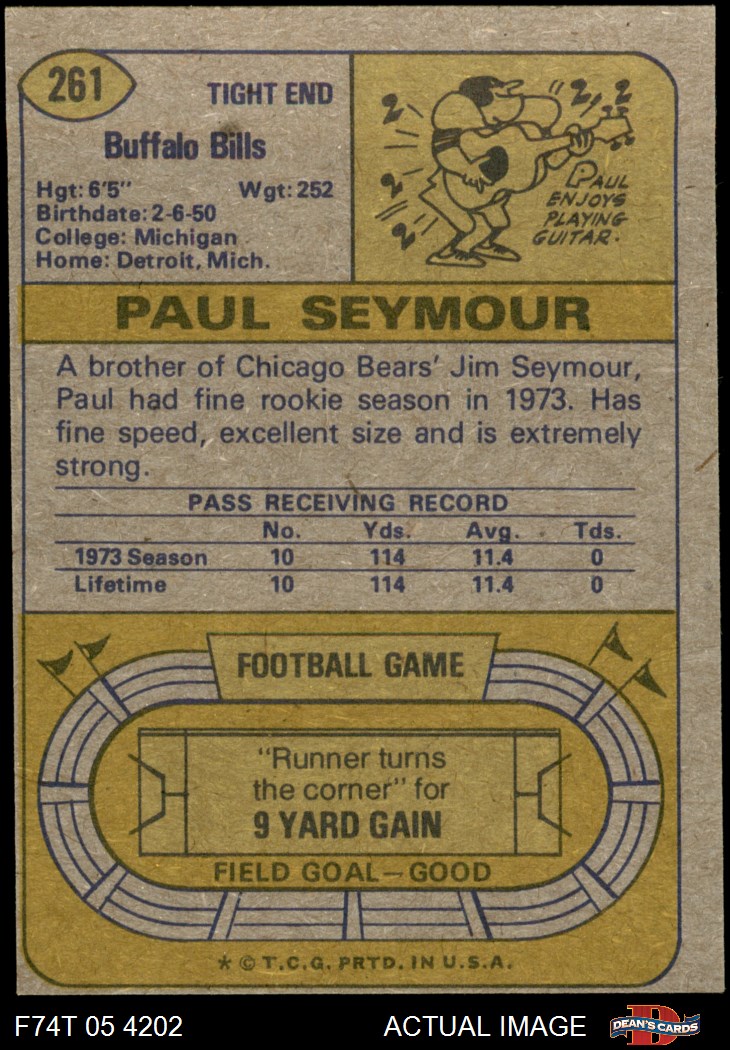 261
TIGHT END
Buffalo Bills
Hgt: 6'5" Wgt: 252
Birthdate: 2-6-50
College: Michigan
Home: Detroit, Mich.
PAUL
ENJOYS
PLAYING
GUITAR.
PAUL SEYMOUR
A brother of Chicago Bears' Jim Seymour,
Paul had fine rookie season in 1973. Has
fine speed, excellent size and is extremely
strong.
PASS RECEIVING RECORD
No. Yds. Avg. Tds.
1973 Season 10 114 11.4 0
Lifetime 10 114 11.4 0
FOOTBALL GAME
"Runner turns
the corner" for
9 YARD GAIN
FIELD GOAL—GOOD
* © T.C.G. PRTD. IN U.S.A.
F74T 05 4202 ACTUAL IMAGE DEAN'S CARDS